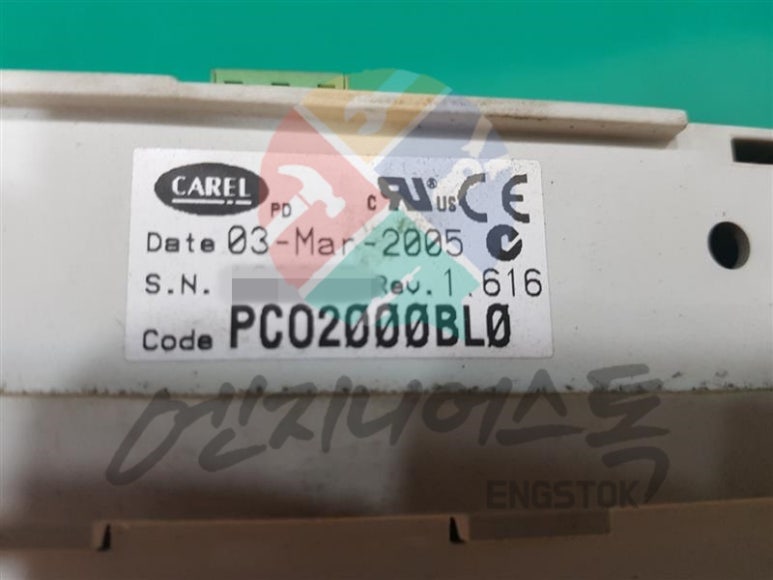 CAREL
PD
c RU ® US CE
Date 03-Mar-2005
S.N. Rev.1.616
Code PCO2000BL0
엔지니어스톡
ENGSTOK